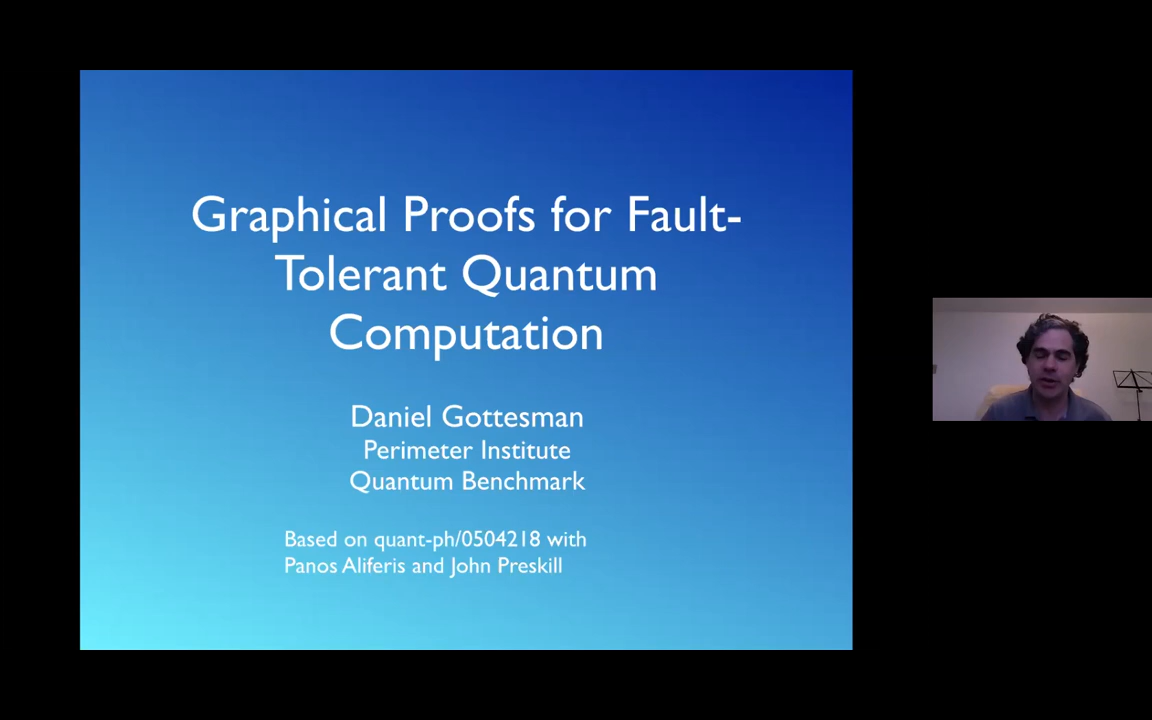 Graphical Proofs for Fault-
Tolerant Quantum
Computation
Daniel Gottesman
Perimeter Institute
Quantum Benchmark
Based on quant-ph/0504218 with
Panos Aliferis and John Preskill